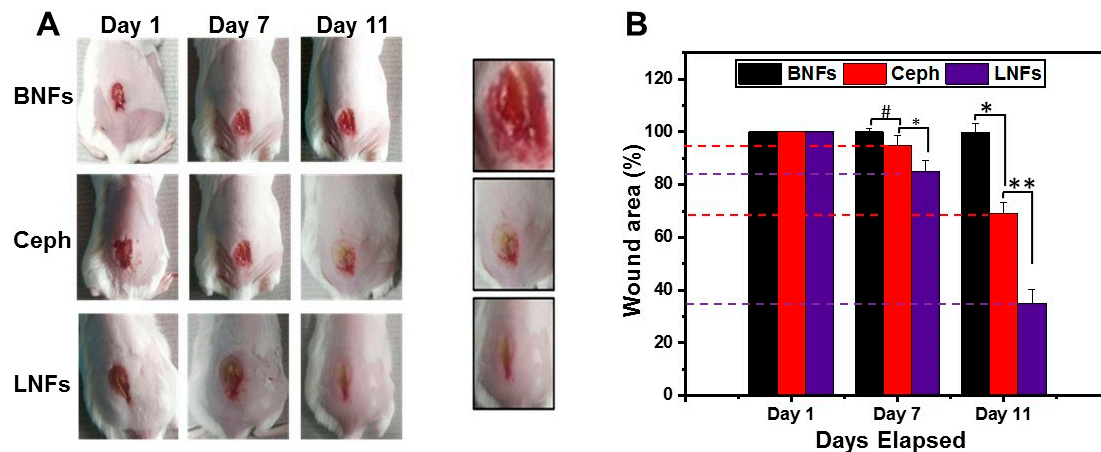 A
Day 1 Day 7 Day 11
BNFs
Ceph
LNFs
B
BNFs Ceph LNFs
Wound area (%)
120
100
80
60
40
20
0
# *
* **
Day 1 Day 7 Day 11
Days Elapsed